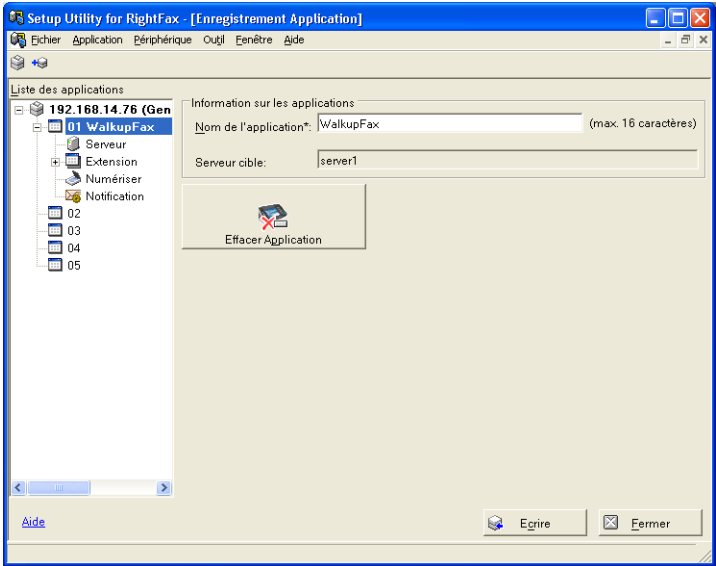 Setup Utility for RightFax - [Enregistrement Application]
Fichier Application Périphérique Outil Fenêtre Aide
Liste des applications
192.168.14.76 (Gen
01 WalkupFax
Serveur
Extension
Numériser
Notification
02
03
04
05
Information sur les applications
Nom de l'application*: WalkupFax (max. 16 caractères)
Serveur cible: server1
Effacer Application
Aide
Ecrire
Fermer